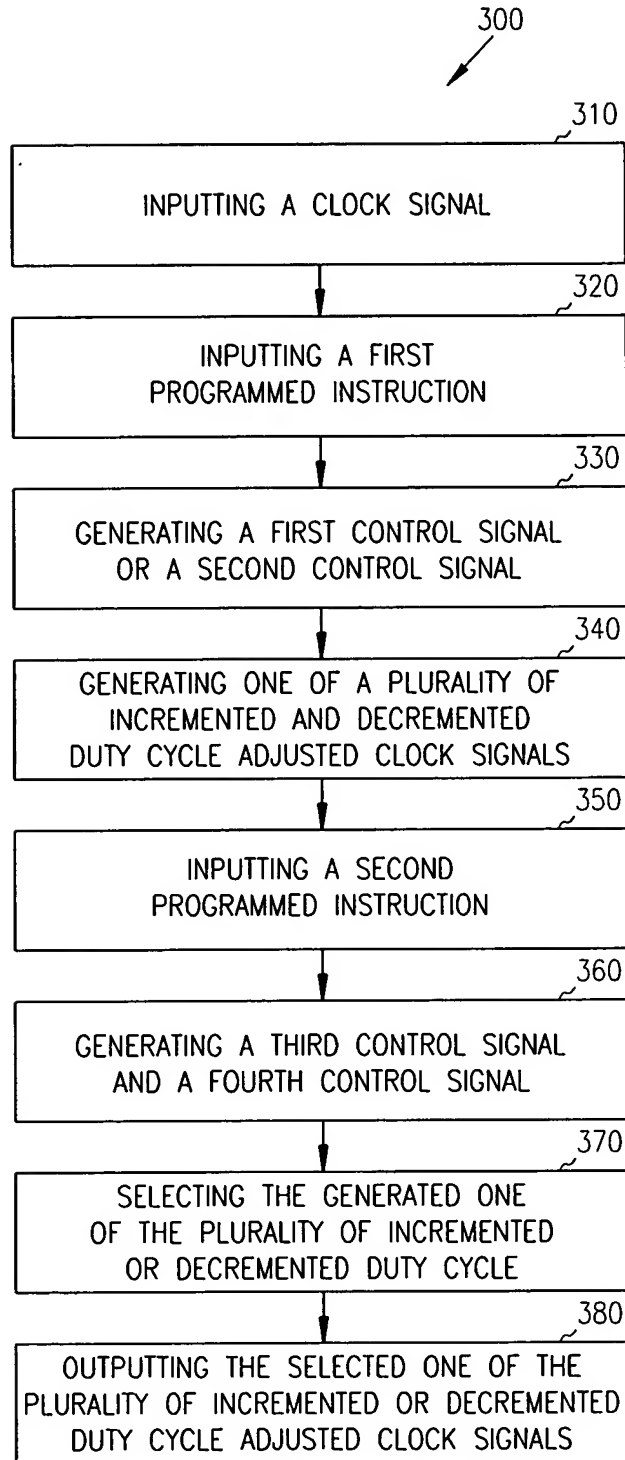 300
310
INPUTTING A CLOCK SIGNAL
320
INPUTTING A FIRST
PROGRAMMED INSTRUCTION
330
GENERATING A FIRST CONTROL SIGNAL
OR A SECOND CONTROL SIGNAL
340
GENERATING ONE OF A PLURALITY OF
INCREMENTED AND DECREMENTED
DUTY CYCLE ADJUSTED CLOCK SIGNALS
350
INPUTTING A SECOND
PROGRAMMED INSTRUCTION
360
GENERATING A THIRD CONTROL SIGNAL
AND A FOURTH CONTROL SIGNAL
370
SELECTING THE GENERATED ONE
OF THE PLURALITY OF INCREMENTED
OR DECREMENTED DUTY CYCLE
380
OUTPUTTING THE SELECTED ONE OF THE
PLURALITY OF INCREMENTED OR DECREMENTED
DUTY CYCLE ADJUSTED CLOCK SIGNALS